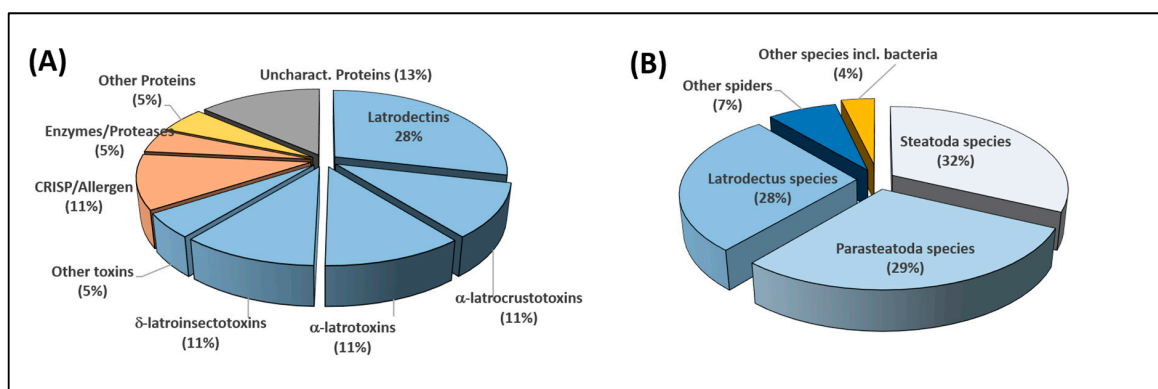 (A)
Uncharact. Proteins (13%)
Other Proteins
(5%)
Enzymes/Proteases
(5%)
CRISP/Allergen
(11%)
Other toxins
(5%)
δ-latroinsectotoxins
(11%)
α-latrotoxins
(11%)
α-latrocrustotoxins
(11%)
Latrodectins
28%
(B)
Other species incl. bacteria
(4%)
Other spiders
(7%)
Steatoda species
(32%)
Latrodectus species
(28%)
Parasteatoda species
(29%)